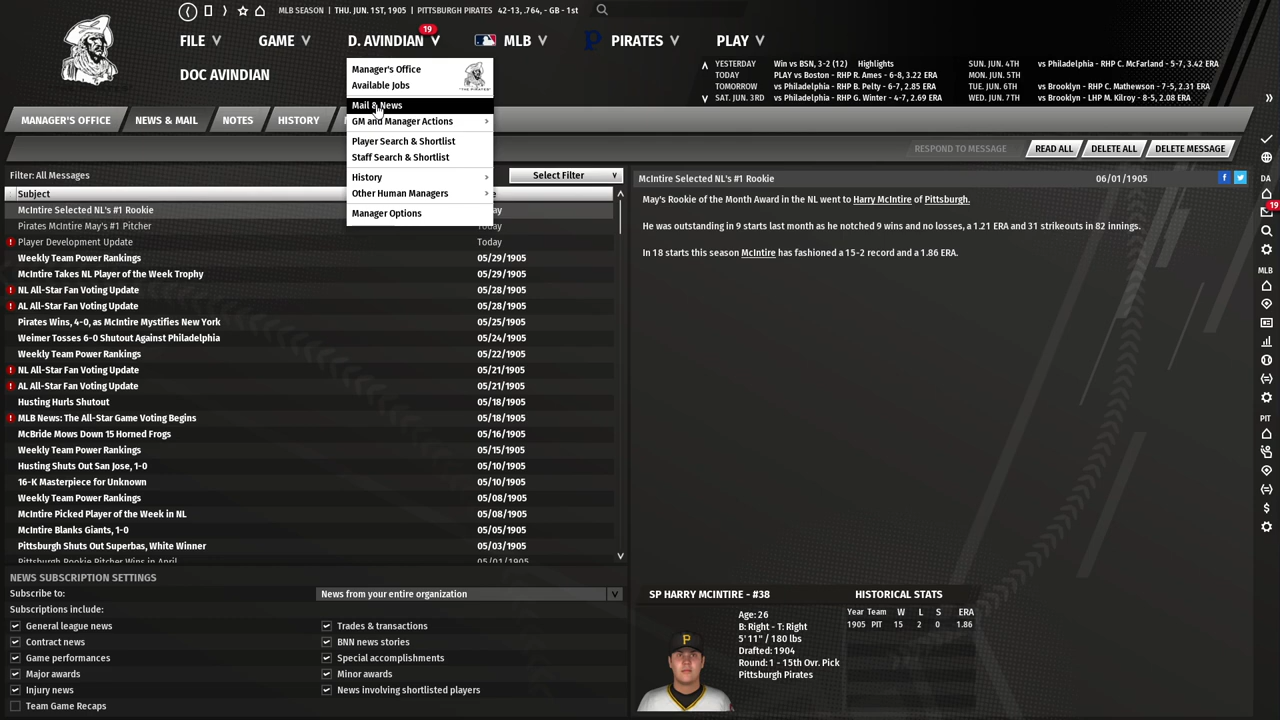 MLB SEASON | THU. JUN. 1ST, 1905 | PITTSBURGH PIRATES 42-13, .764, - GB - 1st
FILE GAME D. AVINDIAN 19 MLB PIRATES PLAY
DOC AVINDIAN
YESTERDAY Win vs BSN, 3-2 (12) Highlights SUN. JUN. 4TH vs Philadelphia - RHP C. McFarland - 5-7, 3.42 ERA
TODAY PLAY vs Boston - RHP R. Ames - 6-8, 3.22 ERA MON. JUN. 5TH
TOMORROW vs Philadelphia - RHP B. Pelty - 6-7, 2.85 ERA TUE. JUN. 6TH vs Brooklyn - RHP C. Mathewson - 7-5, 2.31 ERA
SAT. JUN. 3RD vs Philadelphia - RHP G. Winter - 4-7, 2.69 ERA WED. JUN. 7TH vs Brooklyn - LHP M. Kilroy - 8-5, 2.08 ERA
Manager's Office
Available Jobs
"THE PIRATES"
Mail & News
GM and Manager Actions
Player Search & Shortlist
Staff Search & Shortlist
History
Other Human Managers
Manager Options
MANAGER'S OFFICE NEWS & MAIL NOTES HISTORY
RESPOND TO MESSAGE READ ALL DELETE ALL DELETE MESSAGE
Filter: All Messages Select Filter
Subject
McIntire Selected NL's #1 Rookie
Pirates McIntire May's #1 Pitcher Today
Player Development Update Today
Weekly Team Power Rankings 05/29/1905
McIntire Takes NL Player of the Week Trophy 05/29/1905
NL All-Star Fan Voting Update 05/28/1905
AL All-Star Fan Voting Update 05/28/1905
Pirates Wins, 4-0, as McIntire Mystifies New York 05/25/1905
Weimer Tosses 6-0 Shutout Against Philadelphia 05/24/1905
Weekly Team Power Rankings 05/22/1905
NL All-Star Fan Voting Update 05/21/1905
AL All-Star Fan Voting Update 05/21/1905
Husting Hurls Shutout 05/18/1905
MLB News: The All-Star Game Voting Begins 05/18/1905
McBride Mows Down 15 Horned Frogs 05/16/1905
Weekly Team Power Rankings 05/15/1905
Husting Shuts Out San Jose, 1-0 05/10/1905
16-K Masterpiece for Unknown 05/10/1905
Weekly Team Power Rankings 05/08/1905
McIntire Picked Player of the Week in NL 05/08/1905
McIntire Blanks Giants, 1-0 05/05/1905
Pittsburgh Shuts Out Superbas, White Winner 05/03/1905
Pittsburgh Rookie Pitcher Wins in April 05/01/1905
McIntire Selected NL's #1 Rookie 06/01/1905
May's Rookie of the Month Award in the NL went to Harry McIntire of Pittsburgh.
He was outstanding in 9 starts last month as he notched 9 wins and no losses, a 1.21 ERA and 31 strikeouts in 82 innings.
In 18 starts this season McIntire has fashioned a 15-2 record and a 1.86 ERA.
NEWS SUBSCRIPTION SETTINGS
Subscribe to: News from your entire organization
Subscriptions include:
General league news Trades & transactions
Contract news BNN news stories
Game performances Special accomplishments
Major awards Minor awards
Injury news News involving shortlisted players
Team Game Recaps
SP HARRY MCINTIRE - #38
Age: 26
B: Right - T: Right
5' 11" / 180 lbs
Drafted: 1904
Round: 1 - 15th Ovr. Pick
Pittsburgh Pirates
HISTORICAL STATS
Year Team W L S ERA
1905 PIT 15 2 0 1.86
DA
19
MLB
PIT